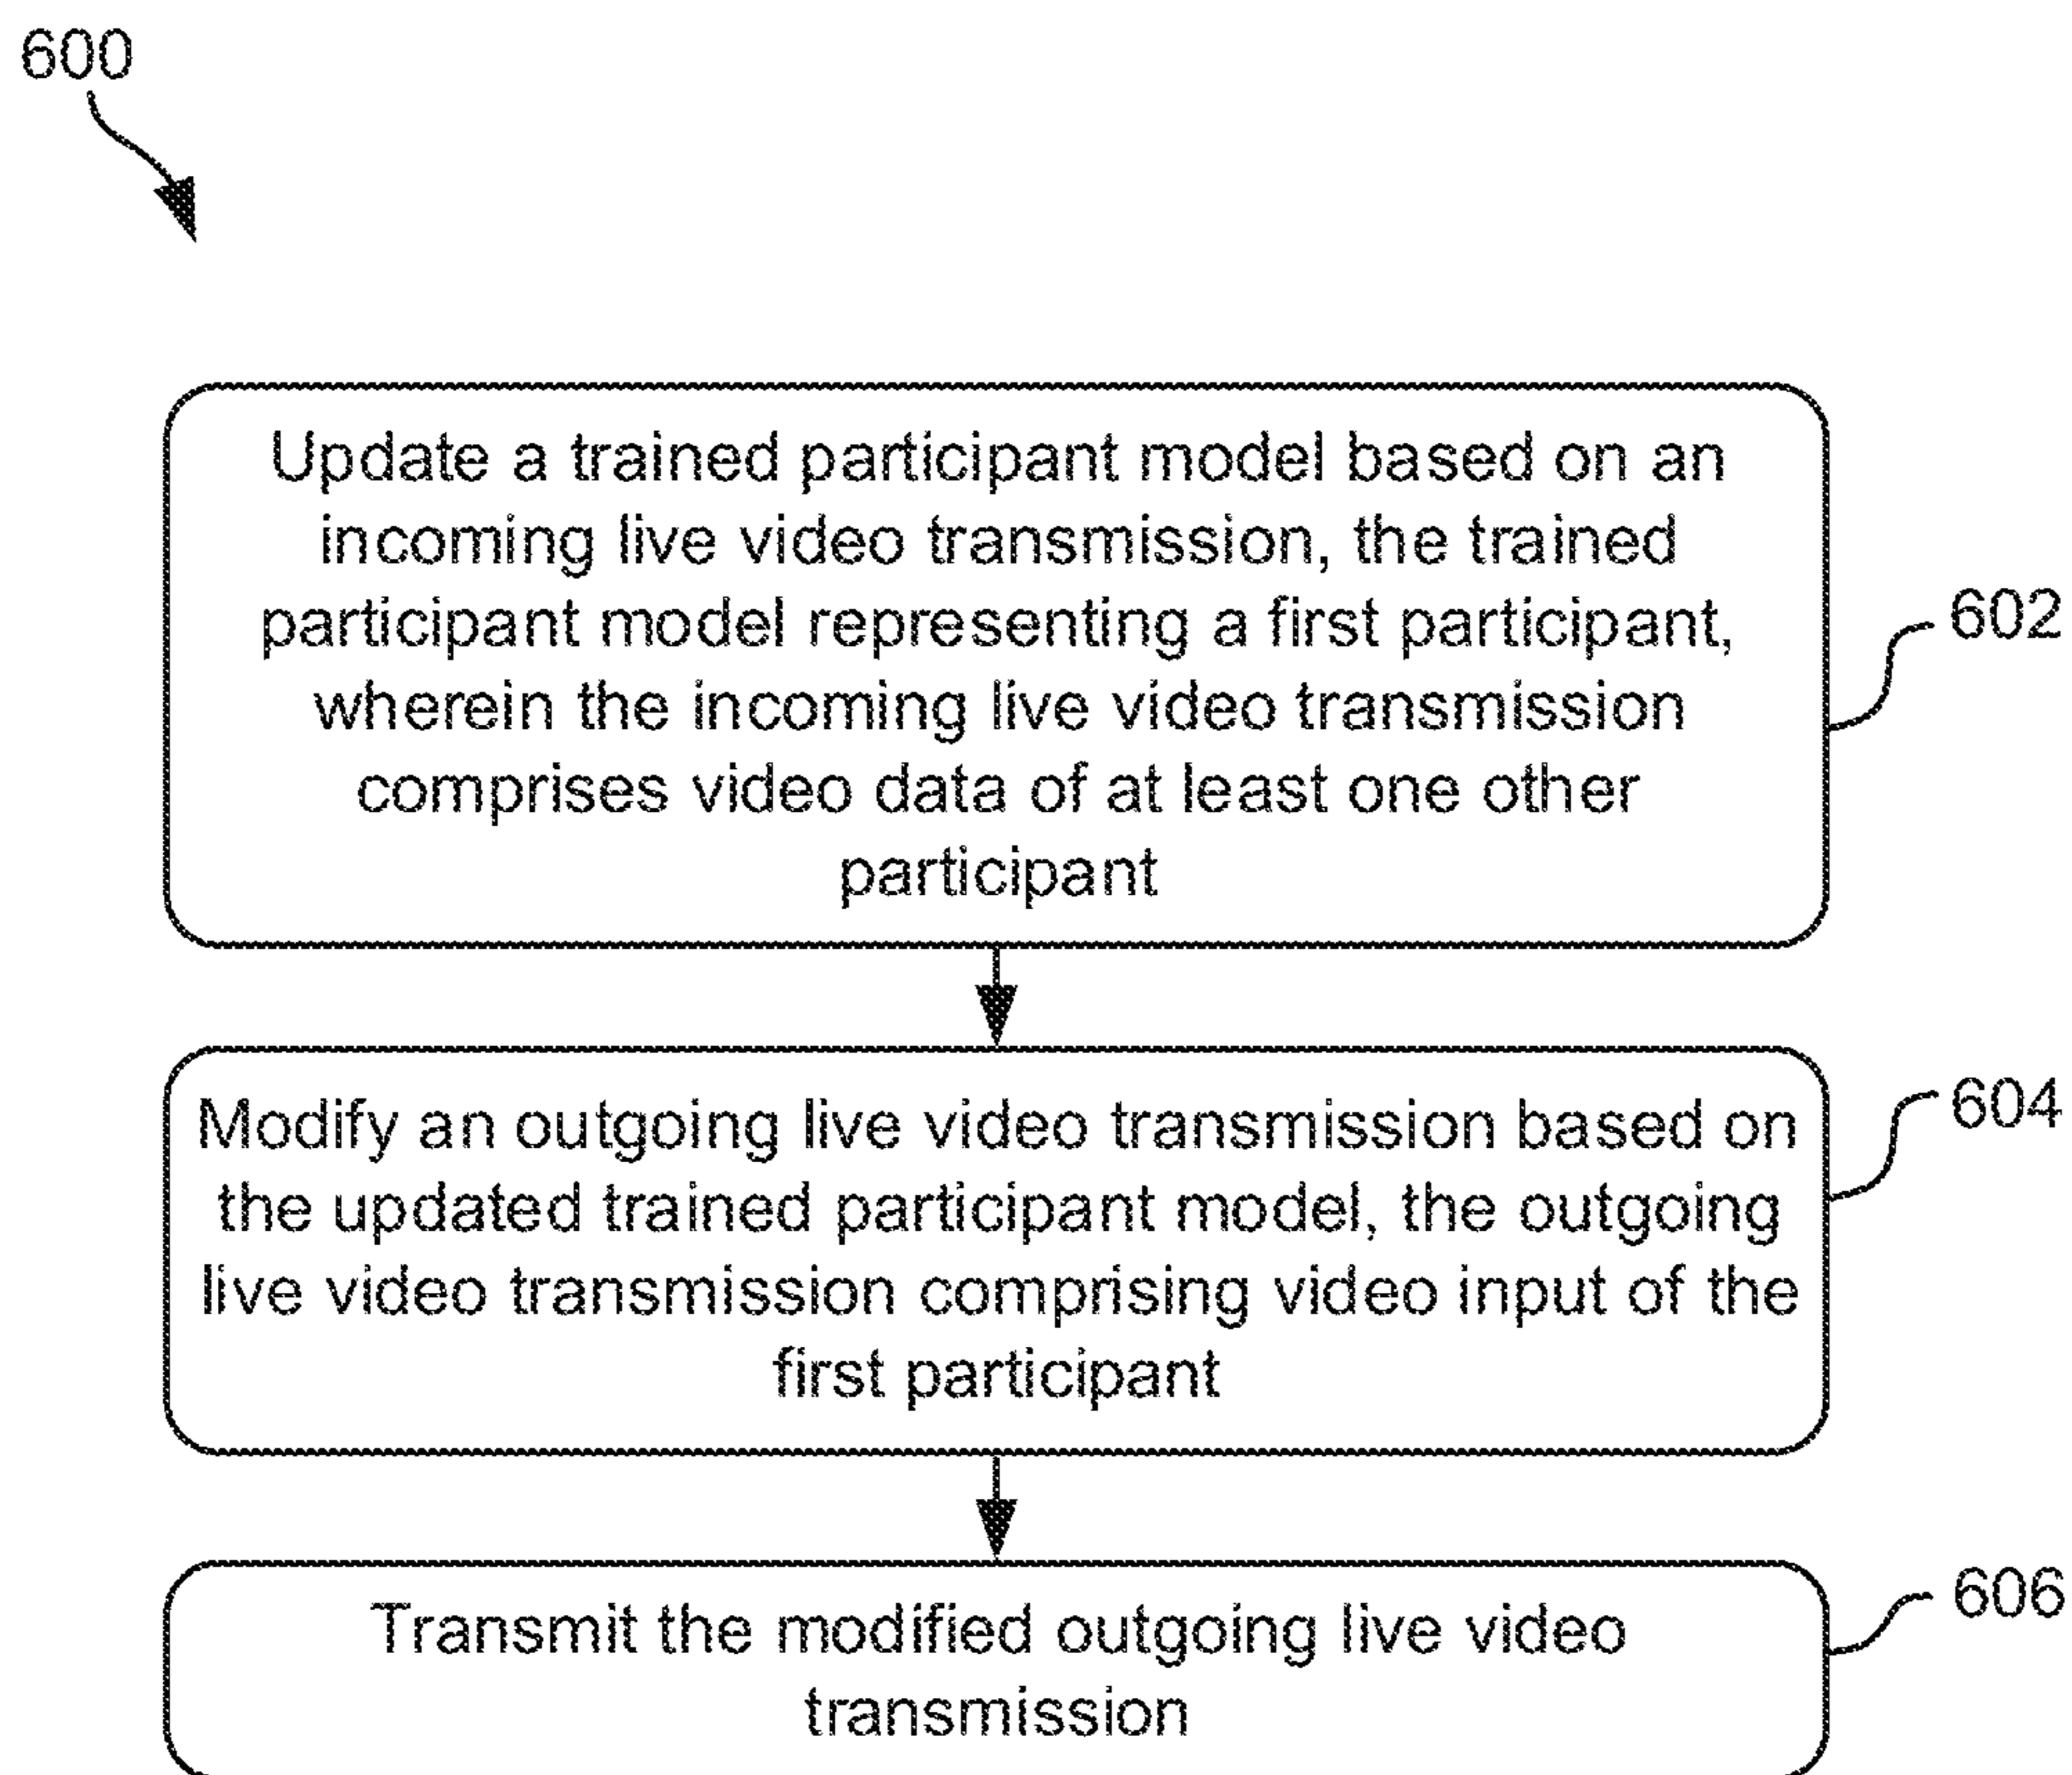 600
Update a trained participant model based on an
incoming live video transmission, the trained
participant model representing a first participant,
wherein the incoming live video transmission
comprises video data of at least one other
participant
602
Modify an outgoing live video transmission based on
the updated trained participant model, the outgoing
live video transmission comprising video input of the
first participant
604
Transmit the modified outgoing live video
transmission
606